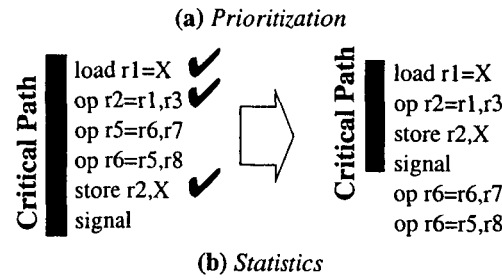 (a) Prioritization
Critical Path
load r1=X
op r2=r1,r3
op r5=r6,r7
op r6=r5,r8
store r2,X
signal
Critical Path
load r1=X
op r2=r1,r3
store r2,X
signal
op r6=r6,r7
op r6=r5,r8
(b) Statistics